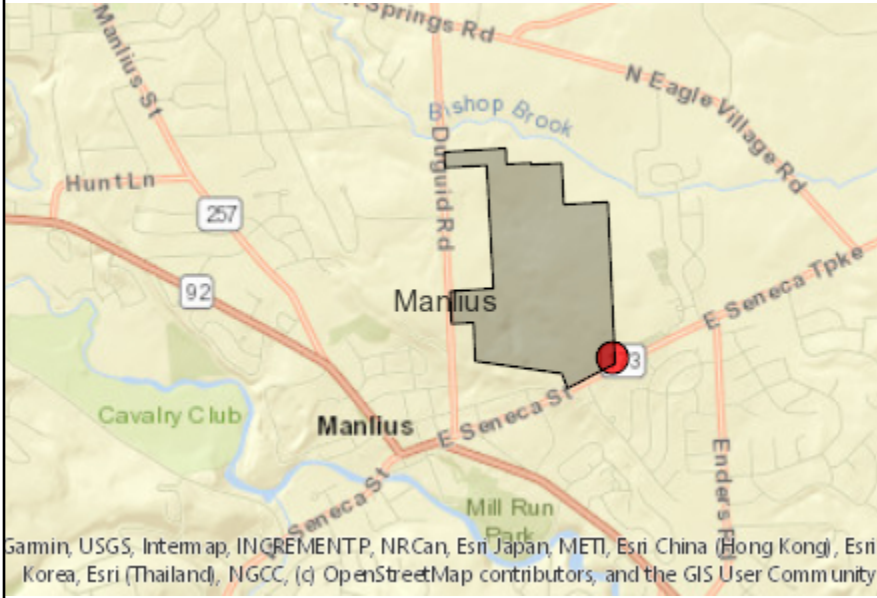 Springs Rd
Manlius St
N Eagle Village Rd
Bishop Brook
Duguid Rd
Hunt Ln
257
E Seneca Tpke
92
Manlius
Cavalry Club
Manlius
E Seneca St
Seneca St
Mill Run
Park
Enders
Garmin, USGS, Intermap, INCREMENT P, NRCan, Esri Japan, METI, Esri China (Hong Kong), Esri
Korea, Esri (Thailand), NGCC, (c) OpenStreetMap contributors, and the GIS User Community